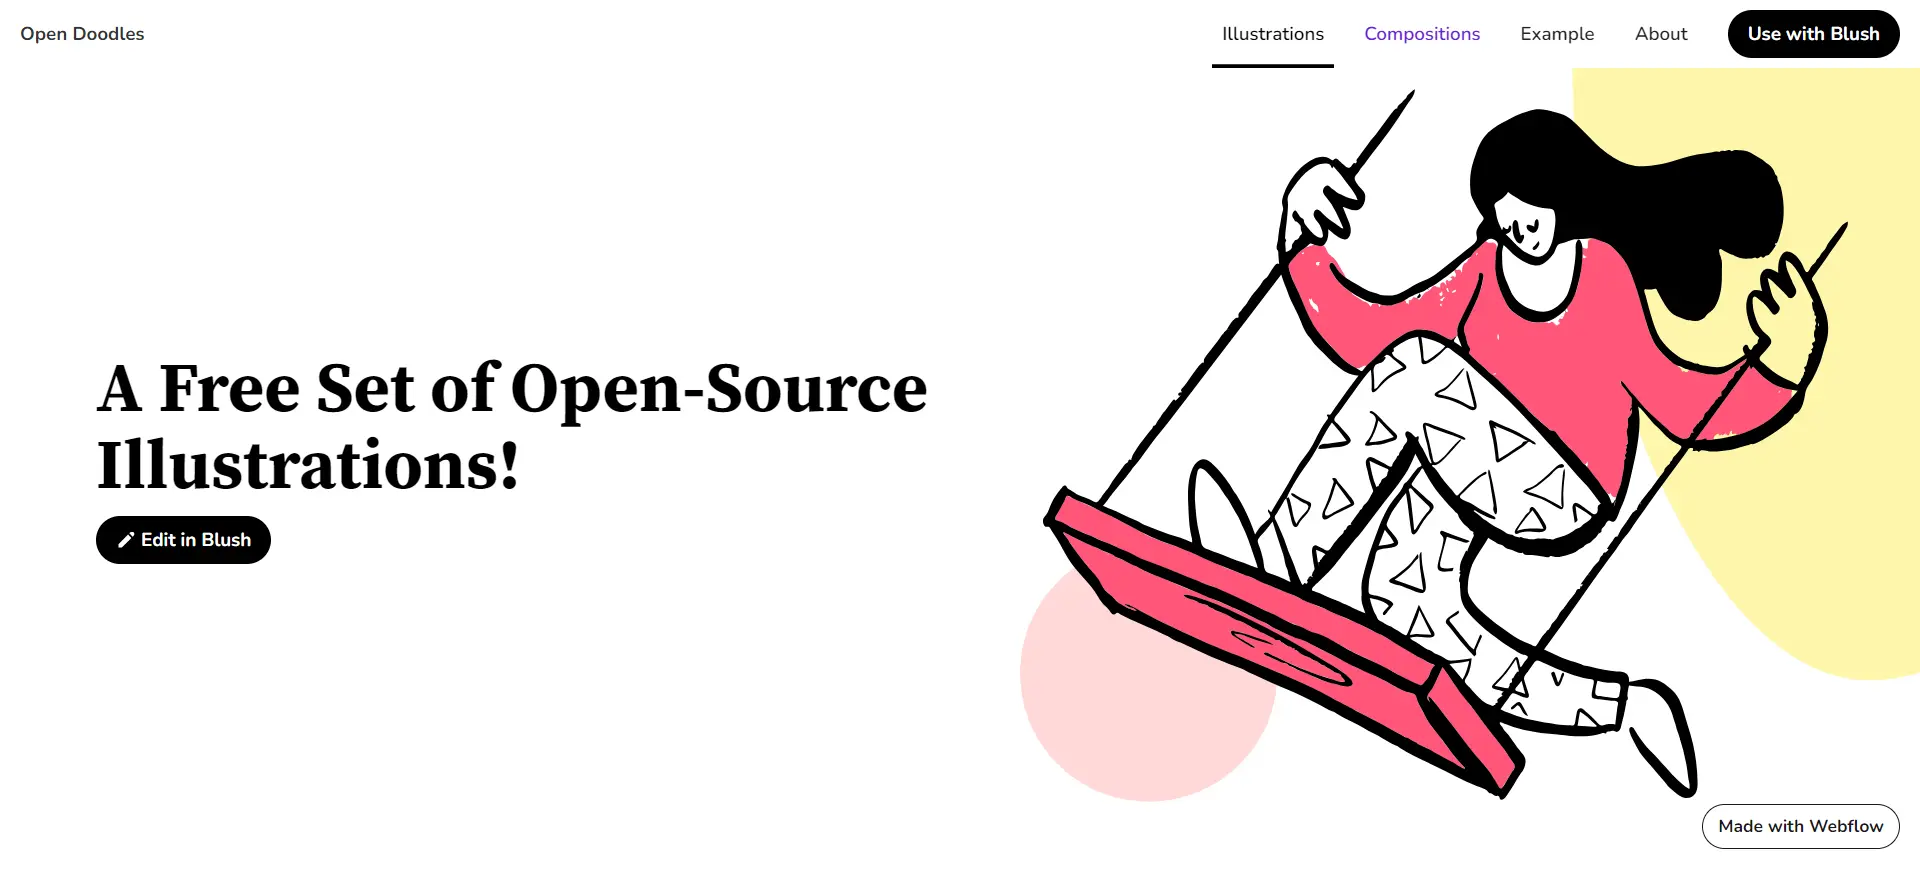 Open Doodles
Illustrations
Compositions
Example
About
Use with Blush
A Free Set of Open-Source
Illustrations!
Edit in Blush
Made with Webflow